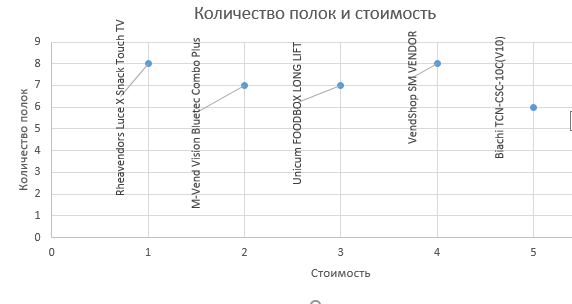 Количество полок и стоимость
Количество полок
9
8
7
6
5
4
3
2
1
0
Rheavendors Luce X Snack Touch TV
M-Vend Vision Bluetec Combo Plus
Unicum FOODBOX LONG LIFT
VendShop SM VENDOR
Biachi TCN-CSC-10C(V10)
0 1 2 3 4 5
Стоимость